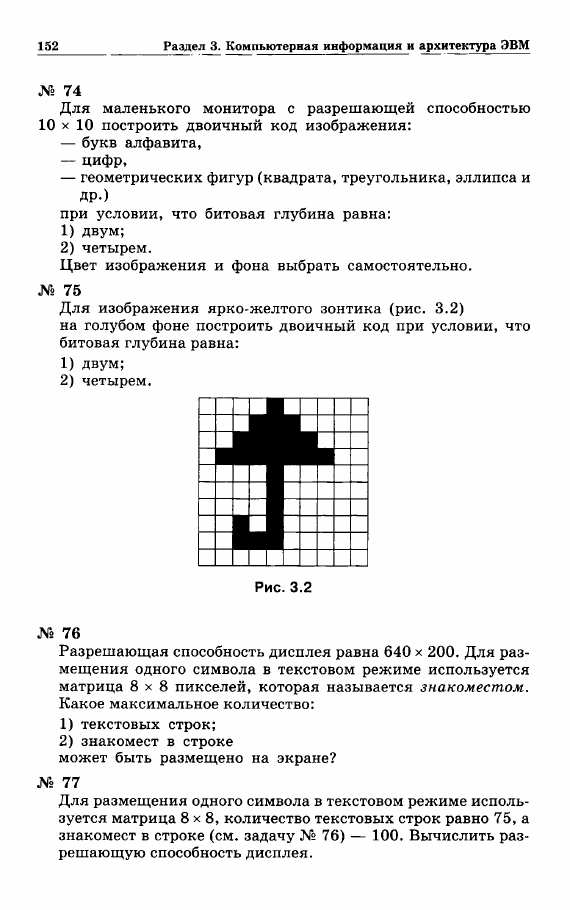 152 Раздел 3. Компьютерная информация и архитектура ЭВМ
№ 74
Для маленького монитора с разрешающей способностью
10 × 10 построить двоичный код изображения:
— букв алфавита,
— цифр,
— геометрических фигур (квадрата, треугольника, эллипса и
др.)
при условии, что битовая глубина равна:
1) двум;
2) четырем.
Цвет изображения и фона выбрать самостоятельно.
№ 75
Для изображения ярко-желтого зонтика (рис. 3.2)
на голубом фоне построить двоичный код при условии, что
битовая глубина равна:
1) двум;
2) четырем.
Рис. 3.2
№ 76
Разрешающая способность дисплея равна 640 × 200. Для раз-
мещения одного символа в текстовом режиме используется
матрица 8 × 8 пикселей, которая называется знакоместом.
Какое максимальное количество:
1) текстовых строк;
2) знакомест в строке
может быть размещено на экране?
№ 77
Для размещения одного символа в текстовом режиме исполь-
зуется матрица 8 × 8, количество текстовых строк равно 75, а
знакомест в строке (см. задачу № 76) — 100. Вычислить раз-
решающую способность дисплея.